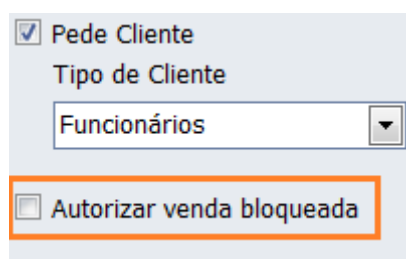 Pede Cliente
Tipo de Cliente
Funcionários
Autorizar venda bloqueada